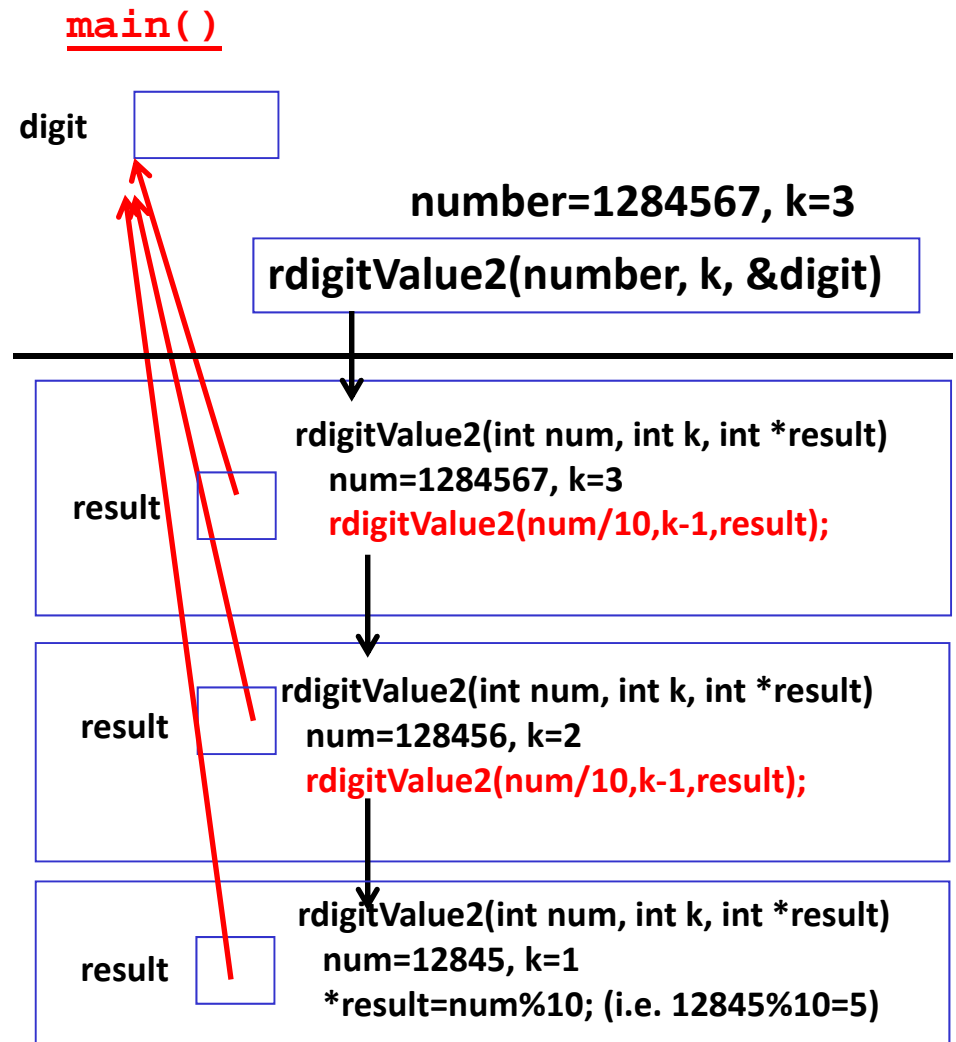 main()
digit
number=1284567, k=3
rdigitValue2(number, k, &digit)
rdigitValue2(int num, int k, int *result)
num=1284567, k=3
result
rdigitValue2(num/10,k-1,result);
rdigitValue2(int num, int k, int *result)
result
num=128456, k=2
rdigitValue2(num/10,k-1,result);
rdigitValue2(int num, int k, int *result)
result
num=12845, k=1
*result=num%10; (i.e. 12845%10=5)